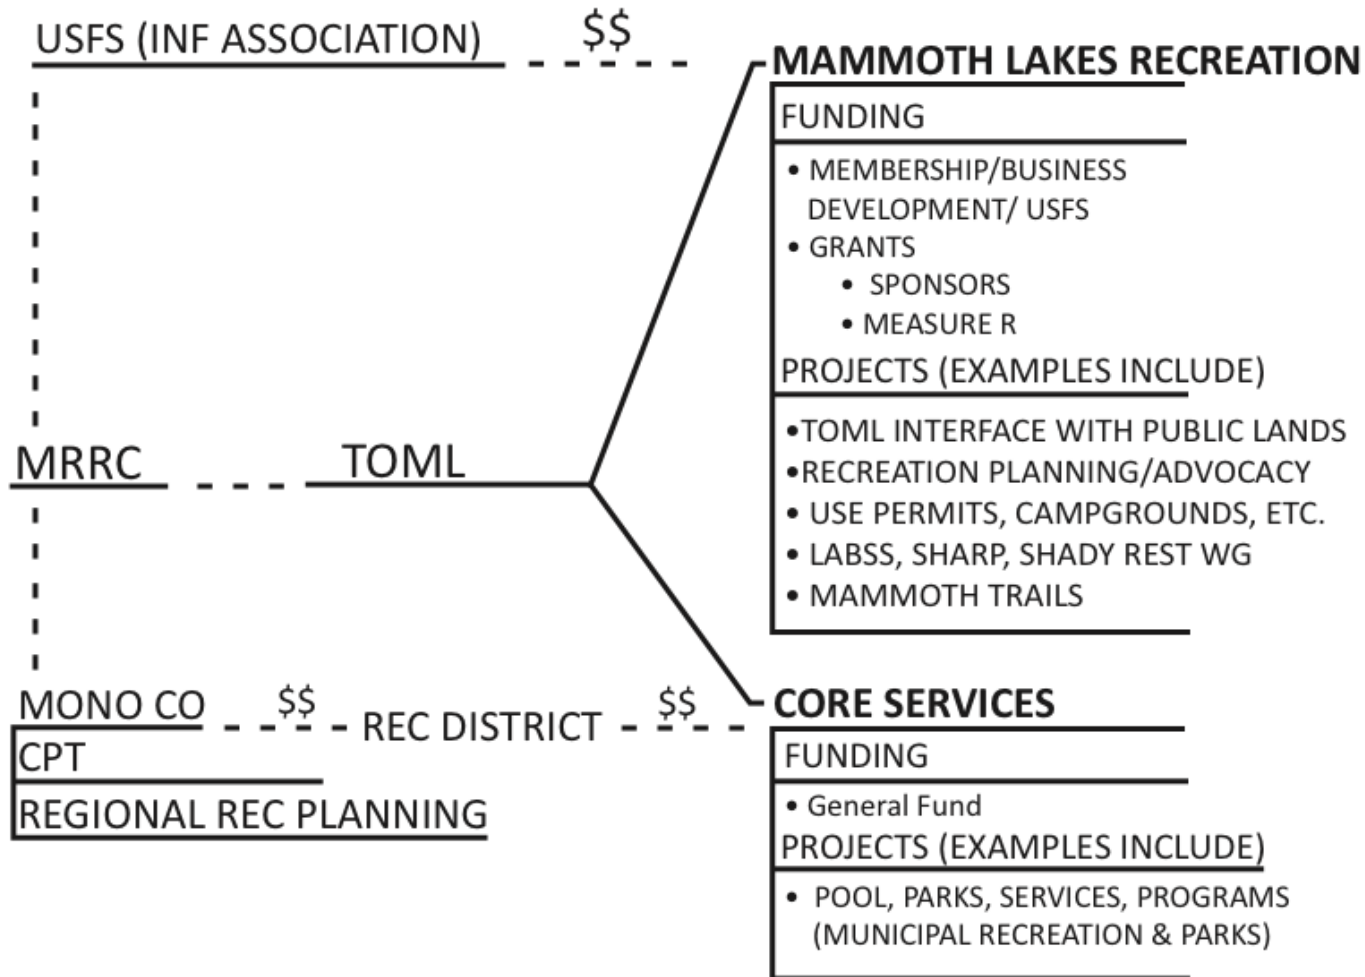 USFS (INF ASSOCIATION)
$$
MAMMOTH LAKES RECREATION
FUNDING
• MEMBERSHIP/BUSINESS
DEVELOPMENT/ USFS
• GRANTS
• SPONSORS
• MEASURE R
PROJECTS (EXAMPLES INCLUDE)
•TOML INTERFACE WITH PUBLIC LANDS
•RECREATION PLANNING/ADVOCACY
• USE PERMITS, CAMPGROUNDS, ETC.
• LABSS, SHARP, SHADY REST WG
• MAMMOTH TRAILS
MRRC
TOML
MONO CO
$$
REC DISTRICT
$$
CPT
REGIONAL REC PLANNING
CORE SERVICES
FUNDING
• General Fund
PROJECTS (EXAMPLES INCLUDE)
• POOL, PARKS, SERVICES, PROGRAMS
(MUNICIPAL RECREATION & PARKS)